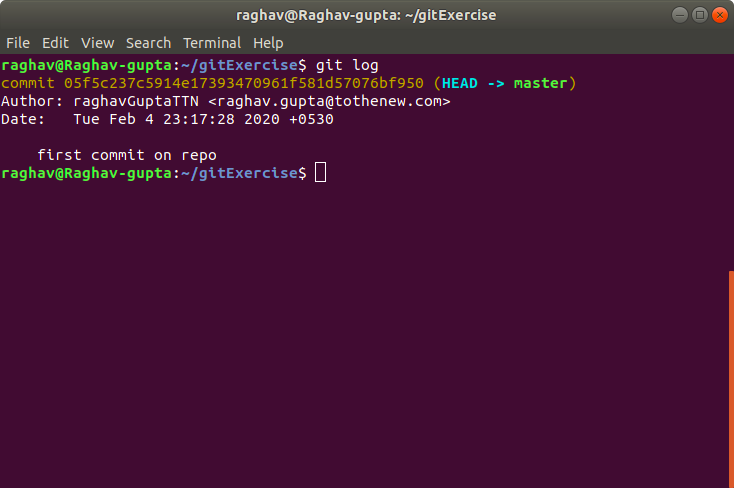 raghav@Raghav-gupta: ~/gitExercise
File Edit View Search Terminal Help
raghav@Raghav-gupta:~/gitExercise$ git log
commit 05f5c237c5914e17393470961f581d57076bf950 (HEAD -> master)
Author: raghavGuptaTTN <raghav.gupta@tothenew.com>
Date:   Tue Feb 4 23:17:28 2020 +0530
    first commit on repo
raghav@Raghav-gupta:~/gitExercise$